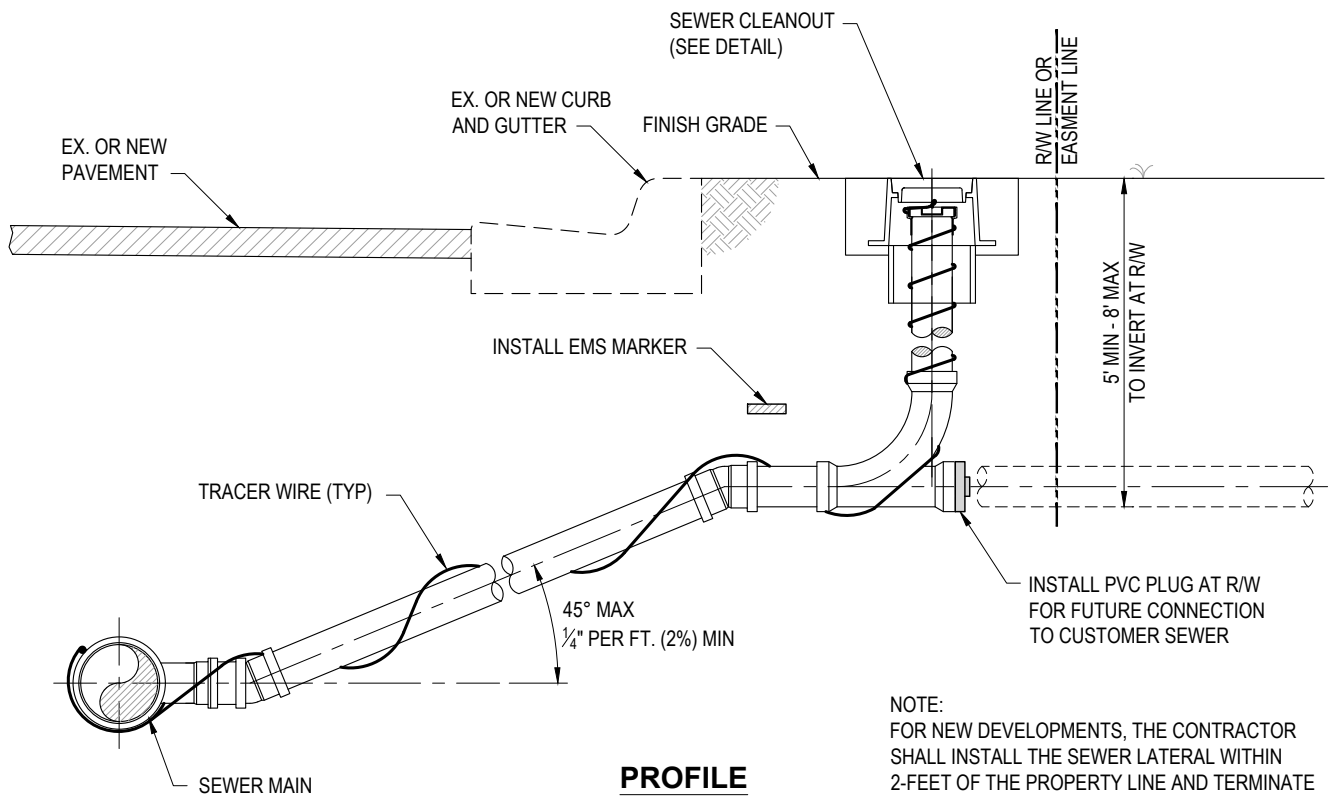 SEWER CLEANOUT
(SEE DETAIL)
R/W LINE OR
EASMENT LINE
EX. OR NEW CURB
AND GUTTER
FINISH GRADE
EX. OR NEW
PAVEMENT
5' MIN - 8' MAX
TO INVERT AT R/W
INSTALL EMS MARKER
TRACER WIRE (TYP)
INSTALL PVC PLUG AT R/W
FOR FUTURE CONNECTION
TO CUSTOMER SEWER
45° MAX
1/4" PER FT. (2%) MIN
SEWER MAIN
PROFILE
NOTE:
FOR NEW DEVELOPMENTS, THE CONTRACTOR
SHALL INSTALL THE SEWER LATERAL WITHIN
2-FEET OF THE PROPERTY LINE AND TERMINATE